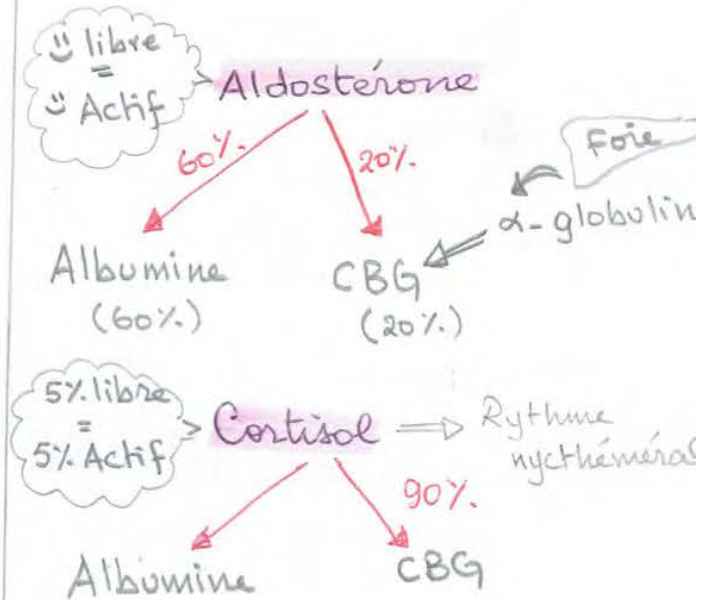 libre
=
Actif
Aldostérone
60%.
20%.
Foie
α-globulin
Albumine
(60%.)
CBG
(20%.)
5% libre
=
5% Actif
Cortisol
Rythme
nycthéméral
90%.
Albumine
CBG